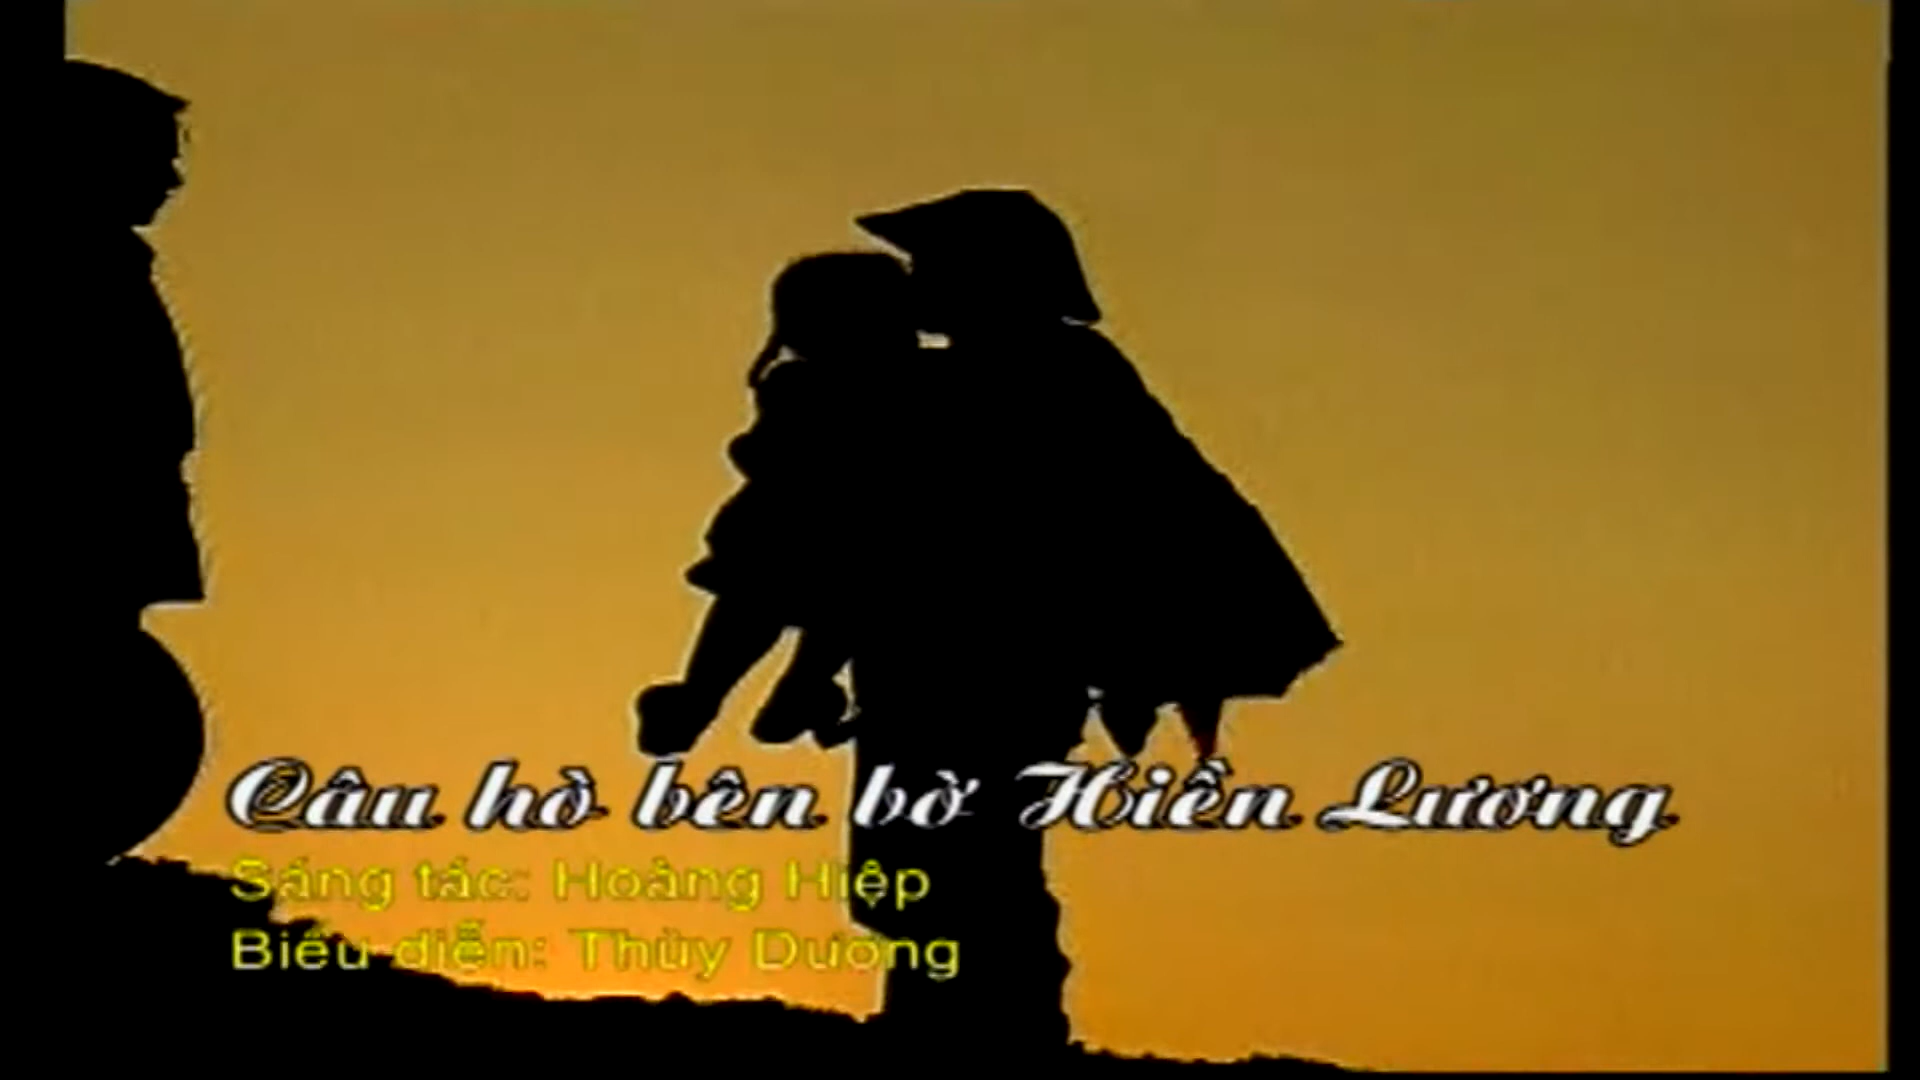 Câu hò bên bờ Hiền Lương
Sáng tác: Hoàng Hiệp
Biểu diễn: Thùy Dương